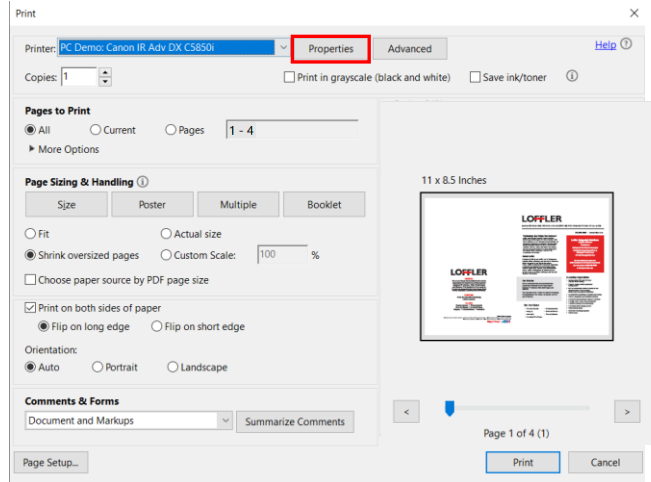 Print
Printer: PC Demo: Canon IR Adv DX C5850i Properties Advanced Help
Copies: 1 Print in grayscale (black and white) Save ink/toner
Pages to Print
All Current Pages 1 - 4
More Options
Page Sizing & Handling
Size Poster Multiple Booklet
Fit Actual size
Shrink oversized pages Custom Scale: 100 %
Choose paper source by PDF page size
Print on both sides of paper
Flip on long edge Flip on short edge
Orientation:
Auto Portrait Landscape
Comments & Forms
Document and Markups Summarize Comments
11 x 8.5 Inches
LOFFLER
LOFFLER
< >
Page 1 of 4 (1)
Page Setup... Print Cancel